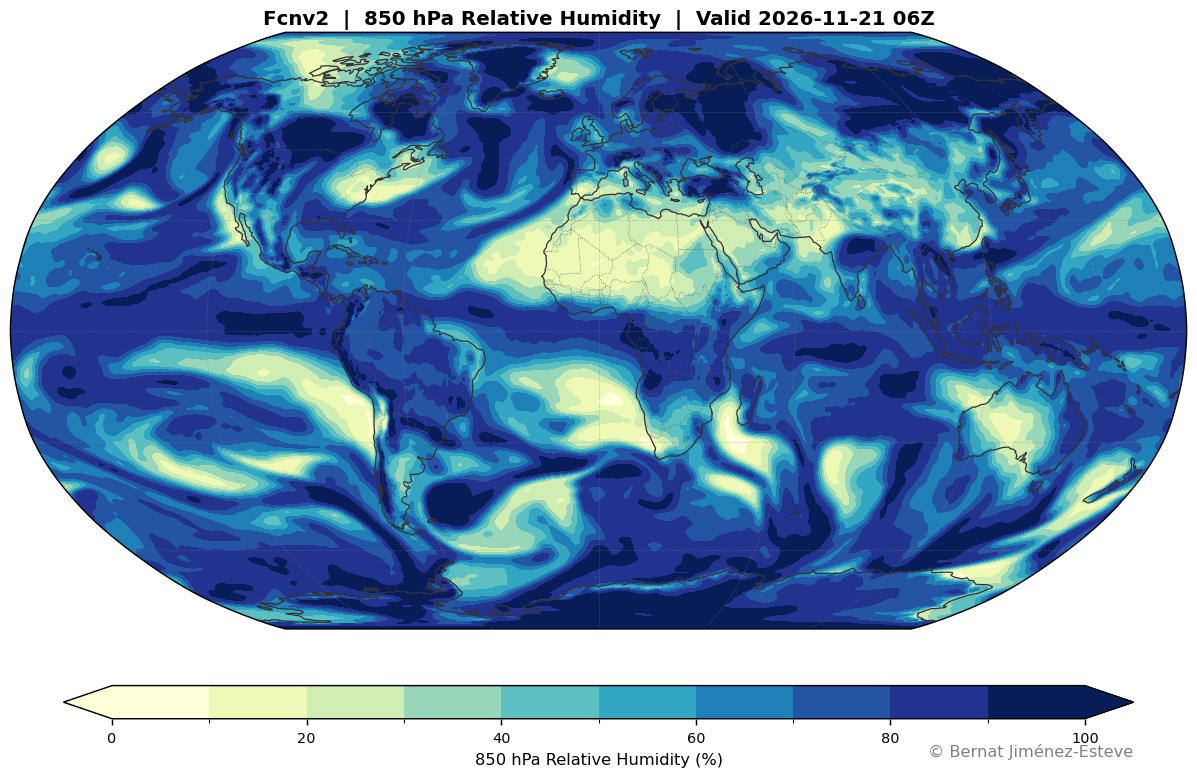 Fcnv2  |  850 hPa Relative Humidity  |  Valid 2026-11-21 06Z
0 20 40 60 80 100
850 hPa Relative Humidity (%)
© Bernat Jiménez-Esteve